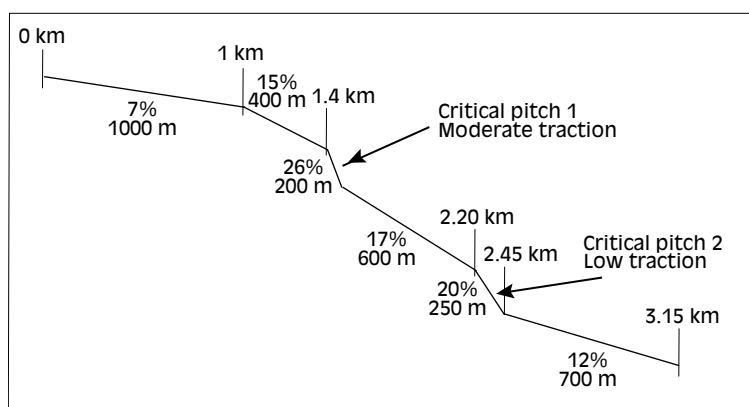 0 km
1 km
15%
400 m
1.4 km
7%
1000 m
Critical pitch 1
Moderate traction
26%
200 m
2.20 km
17%
600 m
2.45 km
Critical pitch 2
Low traction
20%
250 m
3.15 km
12%
700 m